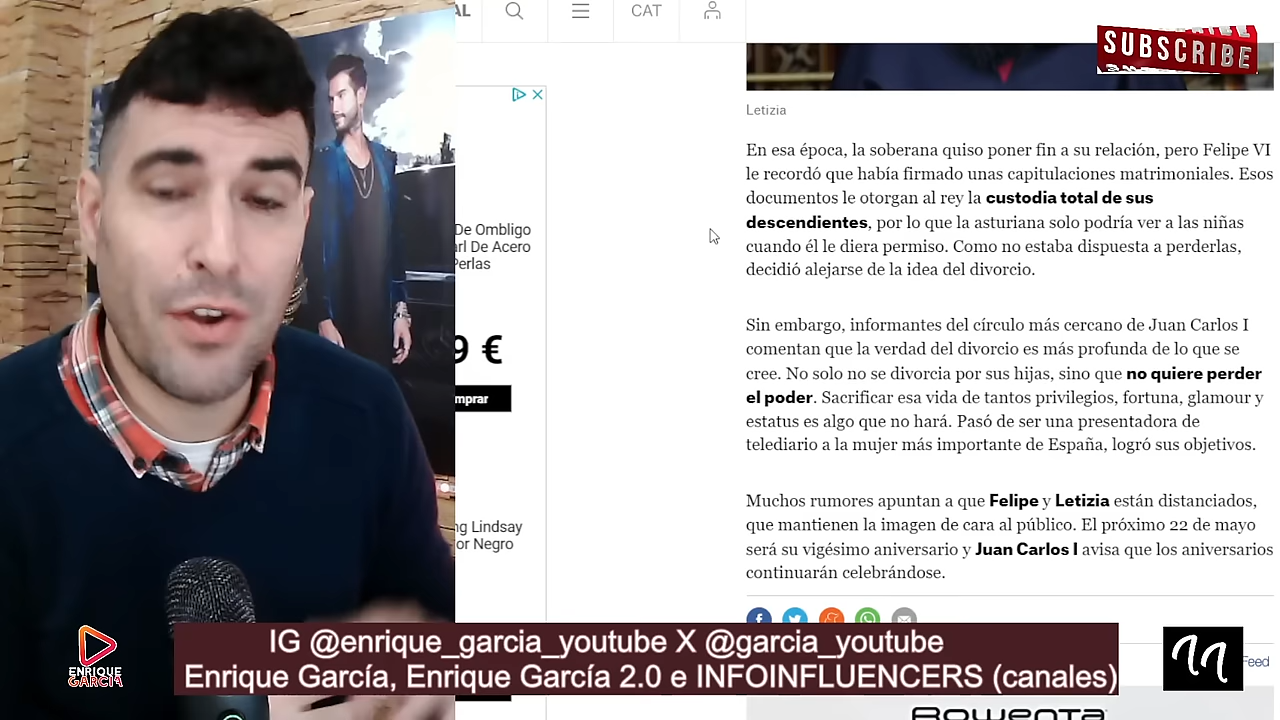 AL
CAT
SUBSCRIBE
Letizia
En esa época, la soberana quiso poner fin a su relación, pero Felipe VI
le recordó que había firmado unas capitulaciones matrimoniales. Esos
documentos le otorgan al rey la custodia total de sus
descendientes, por lo que la asturiana solo podría ver a las niñas
cuando él le diera permiso. Como no estaba dispuesta a perderlas,
decidió alejarse de la idea del divorcio.
Sin embargo, informantes del círculo más cercano de Juan Carlos I
comentan que la verdad del divorcio es más profunda de lo que se
cree. No solo no se divorcia por sus hijas, sino que no quiere perder
el poder. Sacrificar esa vida de tantos privilegios, fortuna, glamour y
estatus es algo que no hará. Pasó de ser una presentadora de
telediario a la mujer más importante de España, logró sus objetivos.
Muchos rumores apuntan a que Felipe y Letizia están distanciados,
que mantienen la imagen de cara al público. El próximo 22 de mayo
será su vigésimo aniversario y Juan Carlos I avisa que los aniversarios
continuarán celebrándose.
De Ombligo
arl De Acero
Perlas
9 €
mprar
ng Lindsay
or Negro
IG @enrique_garcia_youtube X @garcia_youtube
Enrique García, Enrique García 2.0 e INFOINFLUENCERS (canales)
ENRIQUE
GARCÍA
Feed
Rowenta